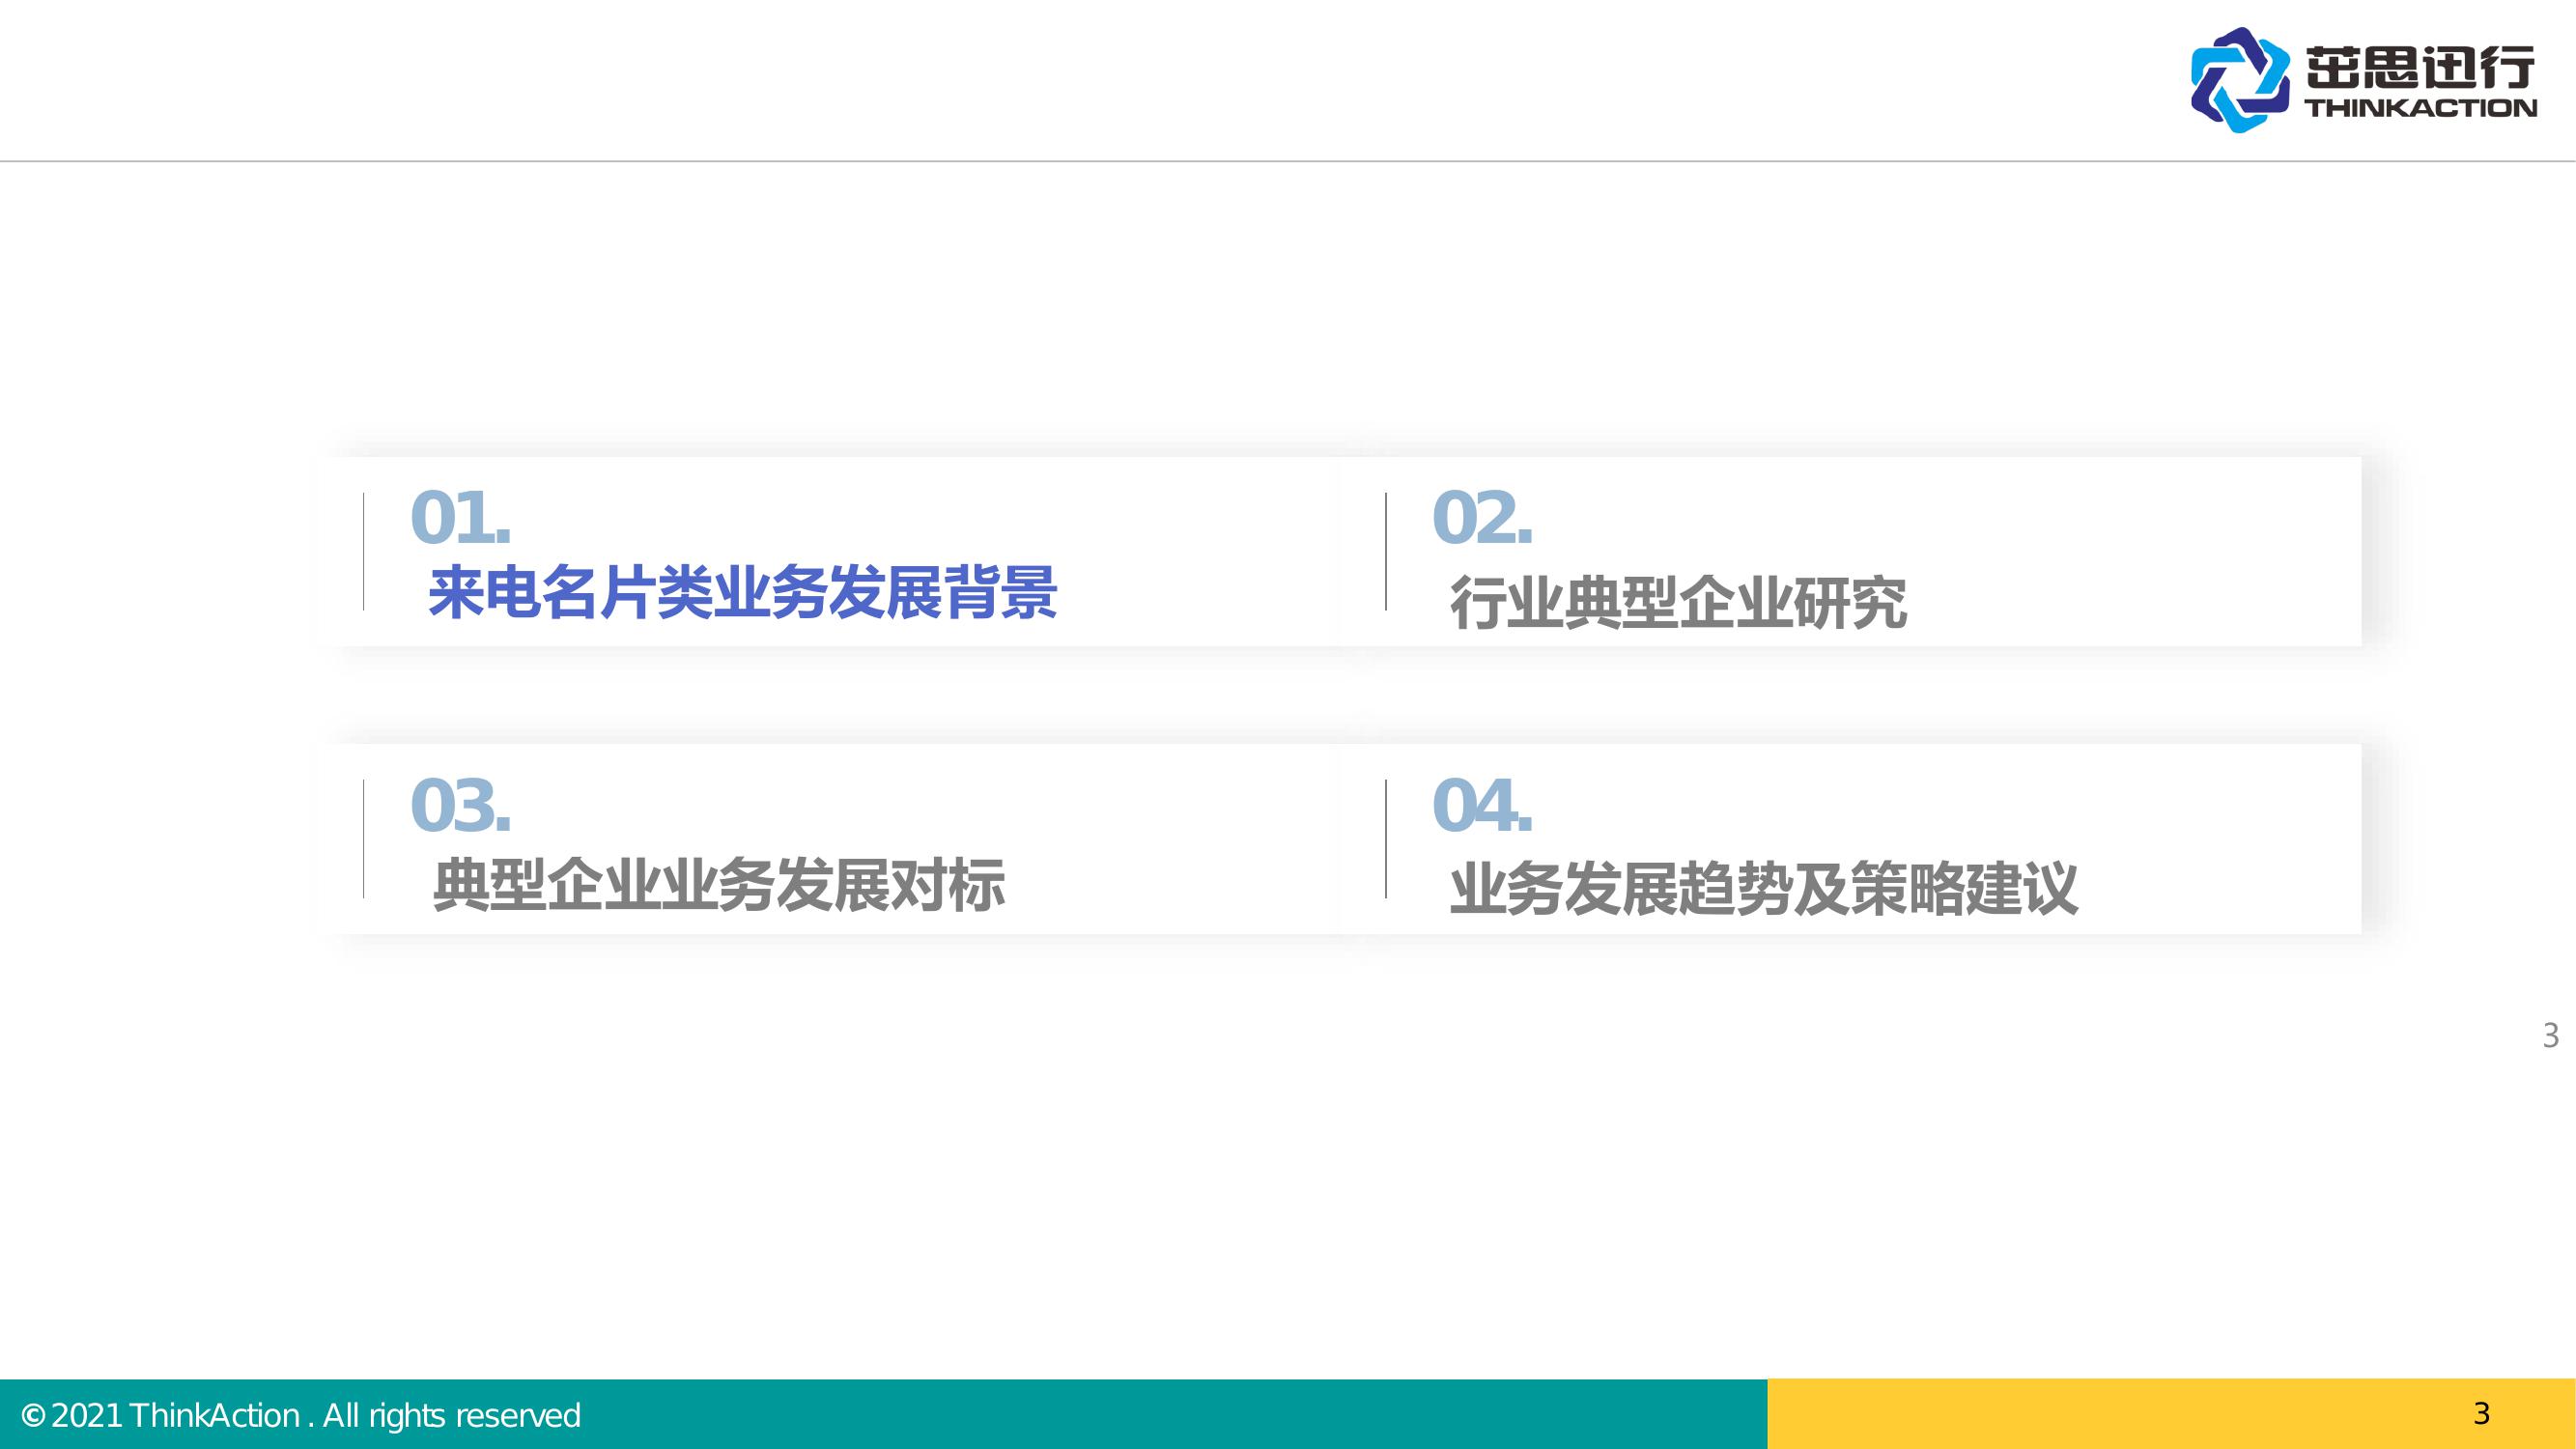 茁思迅行
THINKACTION
01.
来电名片类业务发展背景
02.
行业典型企业研究
03.
典型企业业务发展对标
04.
业务发展趋势及策略建议
3
© 2021 ThinkAction . All rights reserved
3